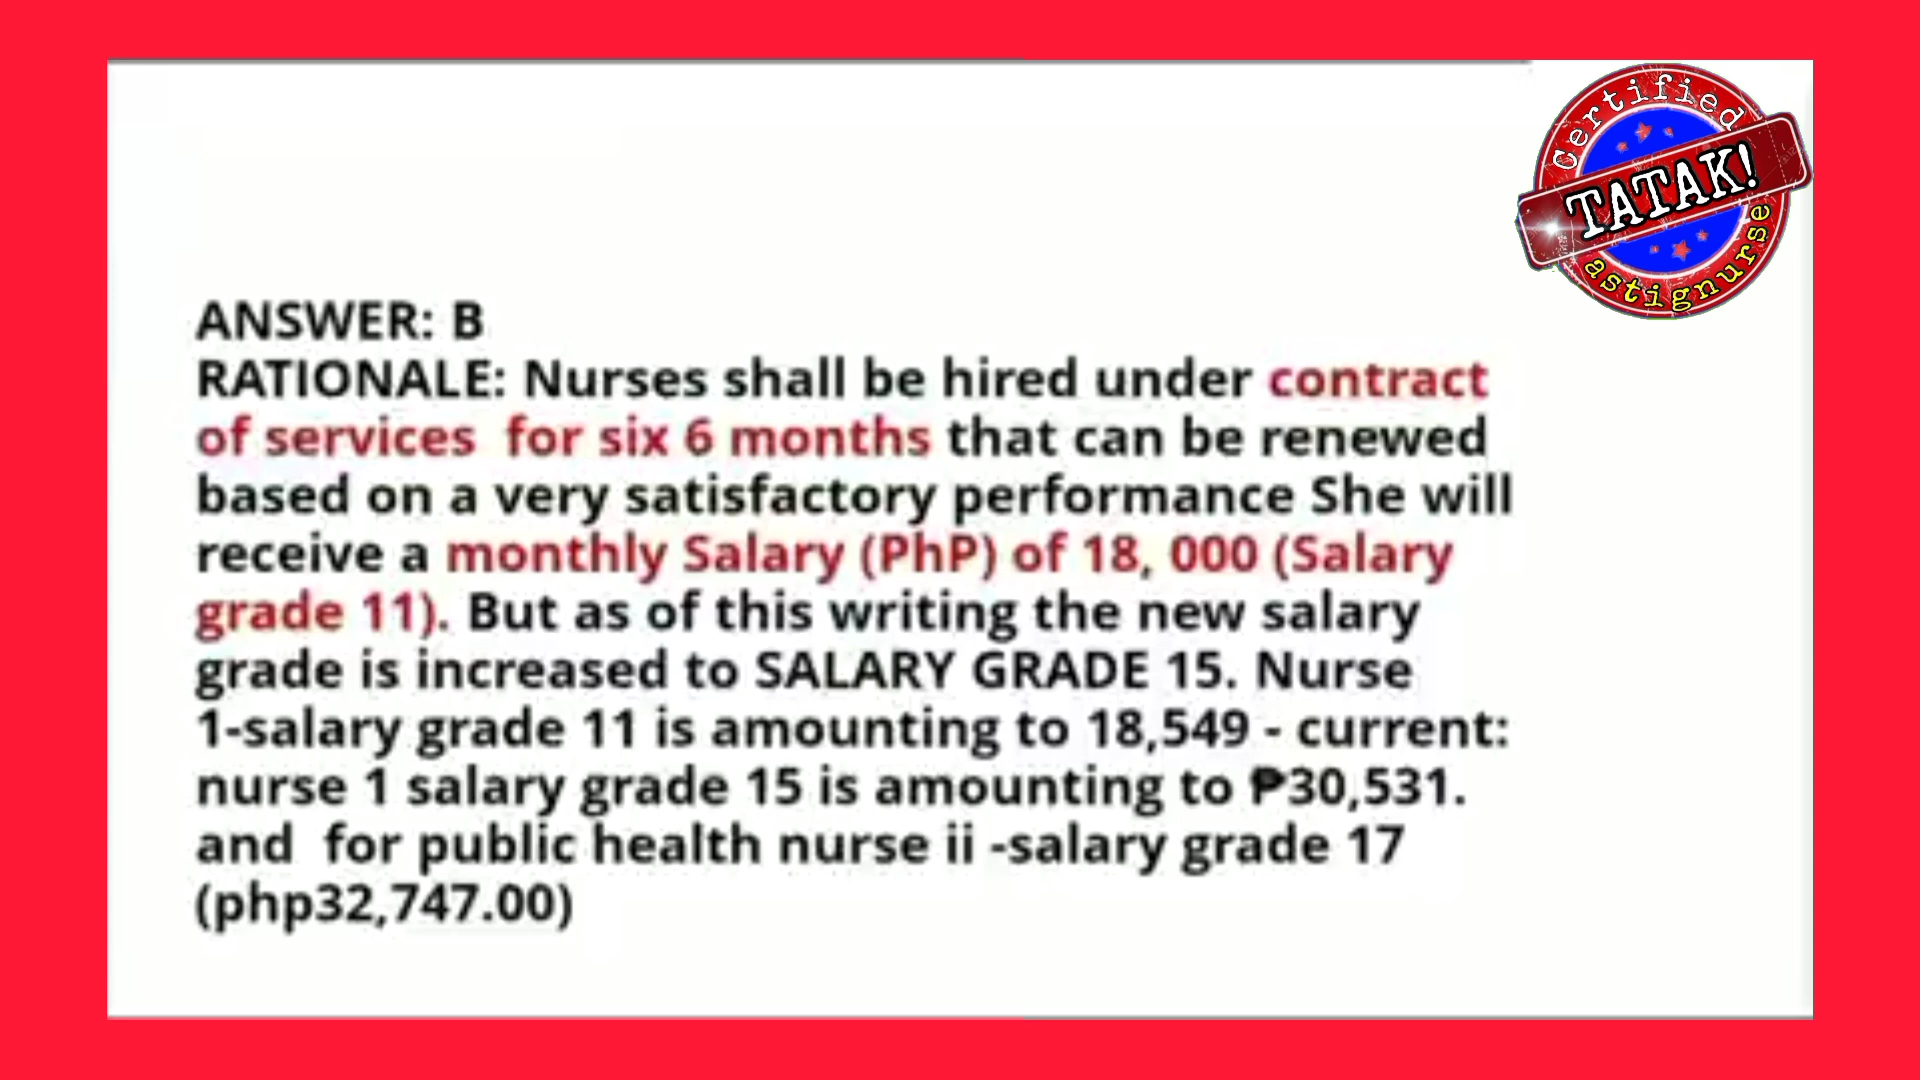 Certified
TATAK!
astignurse
ANSWER: B
RATIONALE: Nurses shall be hired under contract
of services for six 6 months that can be renewed
based on a very satisfactory performance She will
receive a monthly Salary (PhP) of 18, 000 (Salary
grade 11). But as of this writing the new salary
grade is increased to SALARY GRADE 15. Nurse
1-salary grade 11 is amounting to 18,549 - current:
nurse 1 salary grade 15 is amounting to ₱30,531.
and for public health nurse ii -salary grade 17
(php32,747.00)